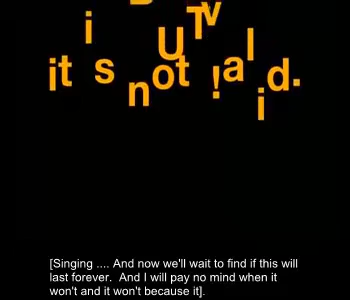 i U T v l
it s not !a i d.
[Singing .... And now we'll wait to find if this will
last forever.  And I will pay no mind when it
won't and it won't because it].